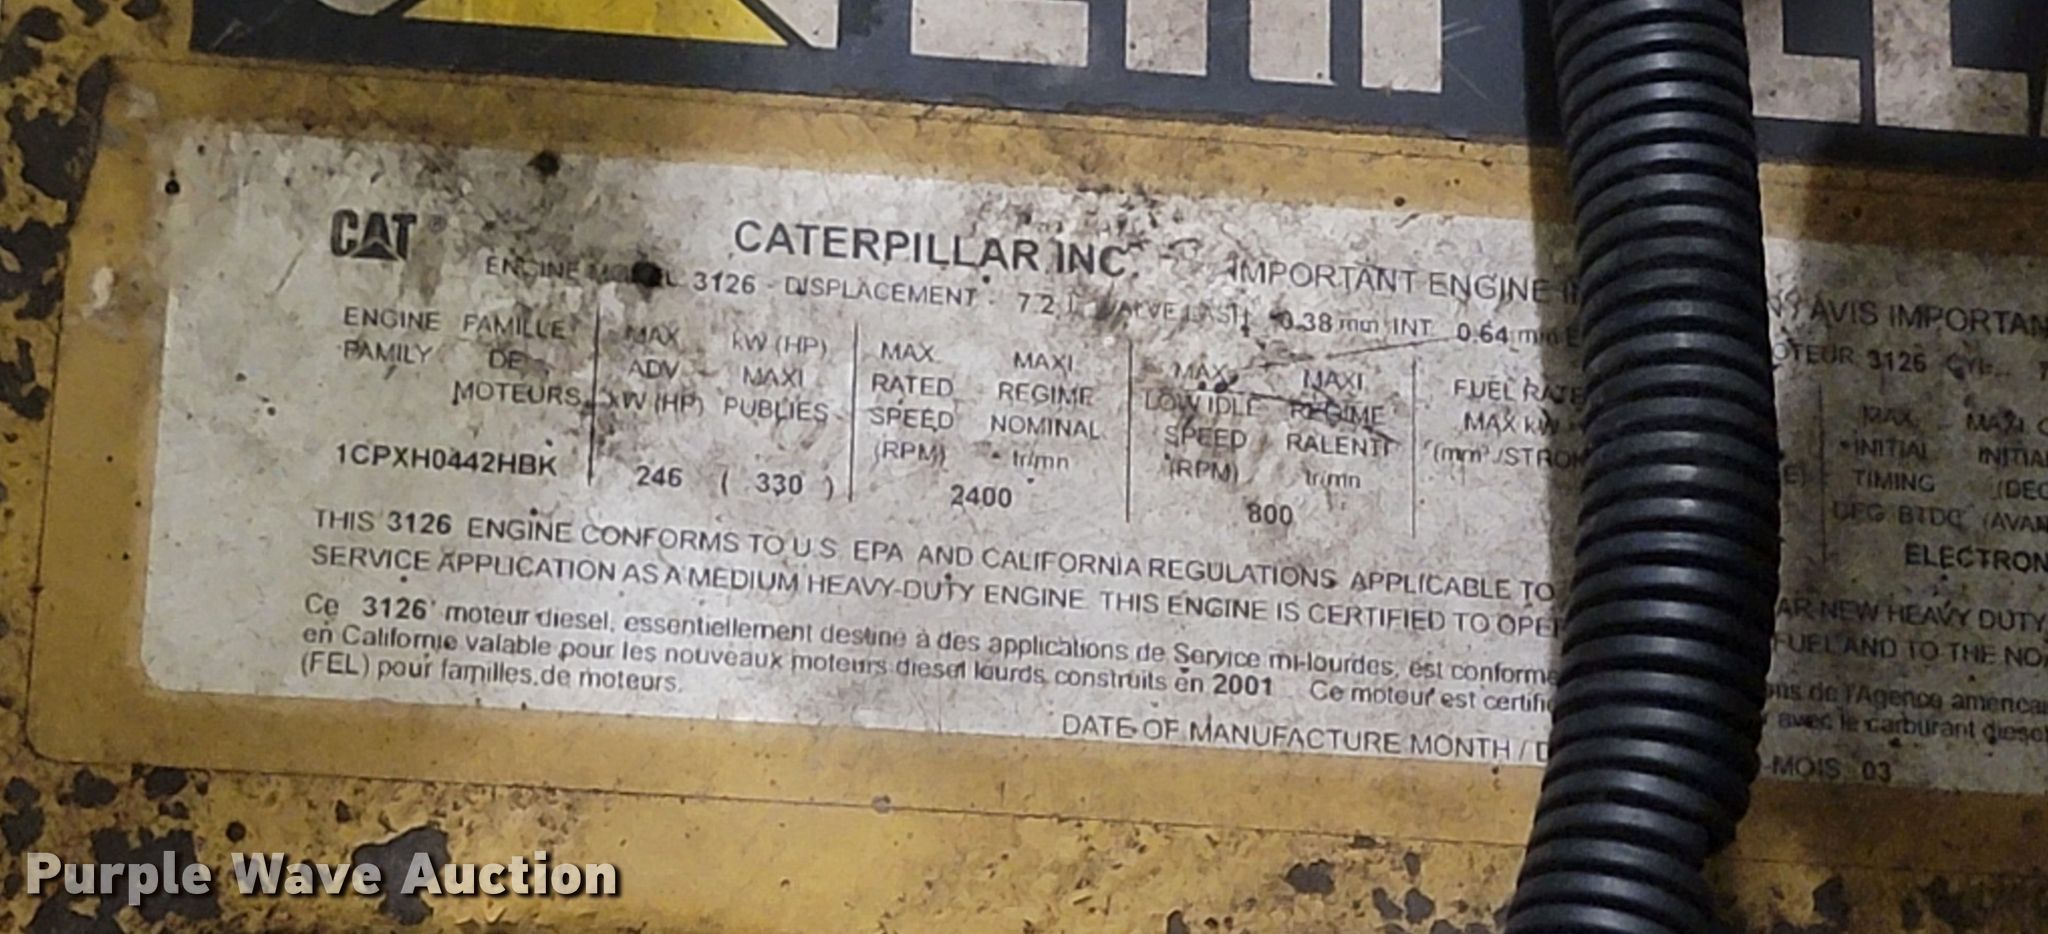 CAT®
CATERPILLAR INC. IMPORTANT ENGINE AVIS IMPORTAN
ENGINE 3126 - DISPLACEMENT - 7.2 L VALVE LASH 0.38 mm INT 0.64 mm 3126
ENGINE FAMILY
FAMILLE DE MOTEURS
MAX ADV kW (HP)
kW (HP) MAXI PUBLIES
MAX RATED SPEED (RPM)
MAXI REGIME NOMINAL tr/mn
MAX LOW IDLE SPEED (RPM)
MAXI REGIME RALENTI tr/mn
FUEL RATE MAX kW (mm³/STROK
MAX INITIAL TIMING DEG BTDC
MAXI INITIA (DEG (AVAN
1CPXH0442HBK 246 ( 330 ) 2400 800 ELECTRON
THIS 3126 ENGINE CONFORMS TO U.S. EPA AND CALIFORNIA REGULATIONS APPLICABLE TO NEW HEAVY DUTY
SERVICE APPLICATION AS A MEDIUM HEAVY-DUTY ENGINE THIS ENGINE IS CERTIFIED TO OPE FUEL AND TO THE NO
Ce 3126 moteur diesel, essentiellement destine à des applications de Service mi-lourdes, est conforme de l'Agence americai
en Californie valable pour les nouveaux moteurs diesel lourds construits en 2001 Ce moteur est certifie avec le carburant diesel
(FEL) pour familles de moteurs.
DATE OF MANUFACTURE MONTH / D -MOIS 03
Purple Wave Auction